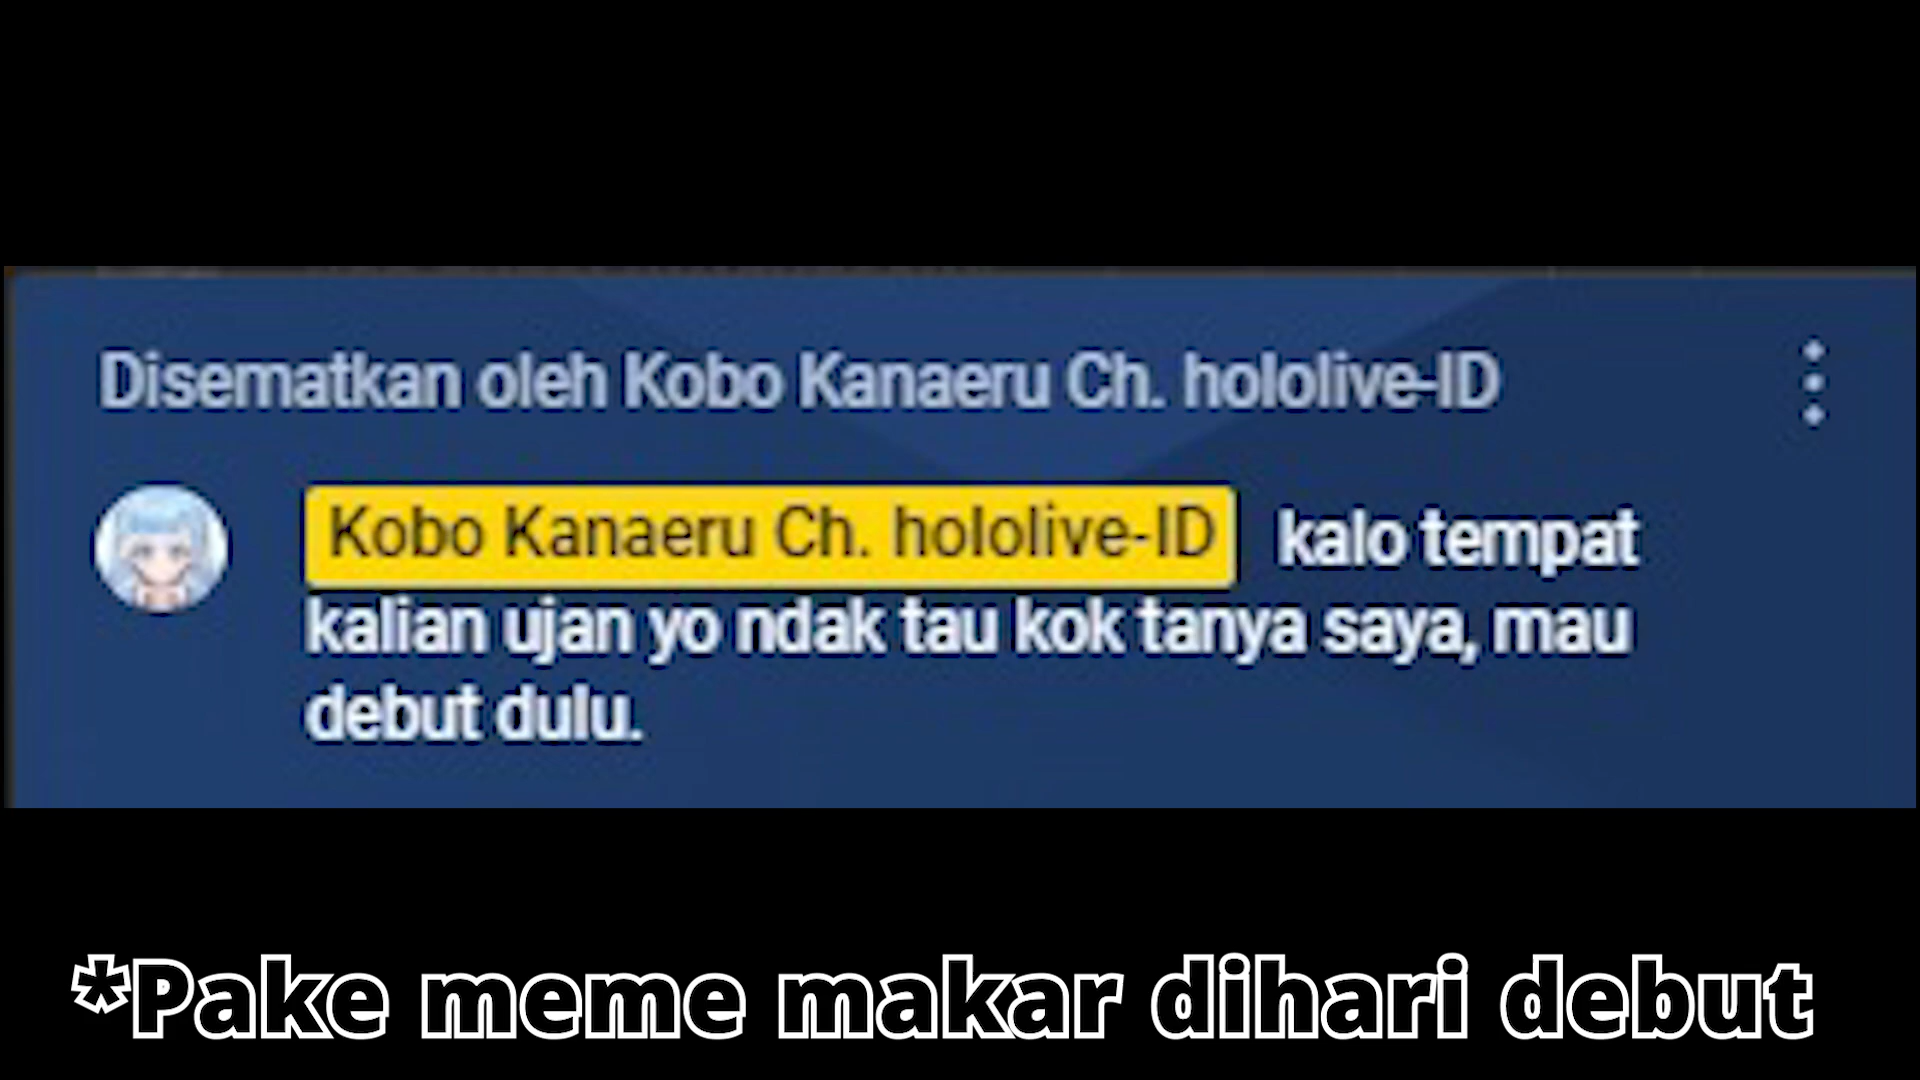 Disematkan oleh Kobo Kanaeru Ch. hololive-ID
Kobo Kanaeru Ch. hololive-ID kalo tempat
kalian ujan yo ndak tau kok tanya saya, mau
debut dulu.
*Pake meme makar dihari debut